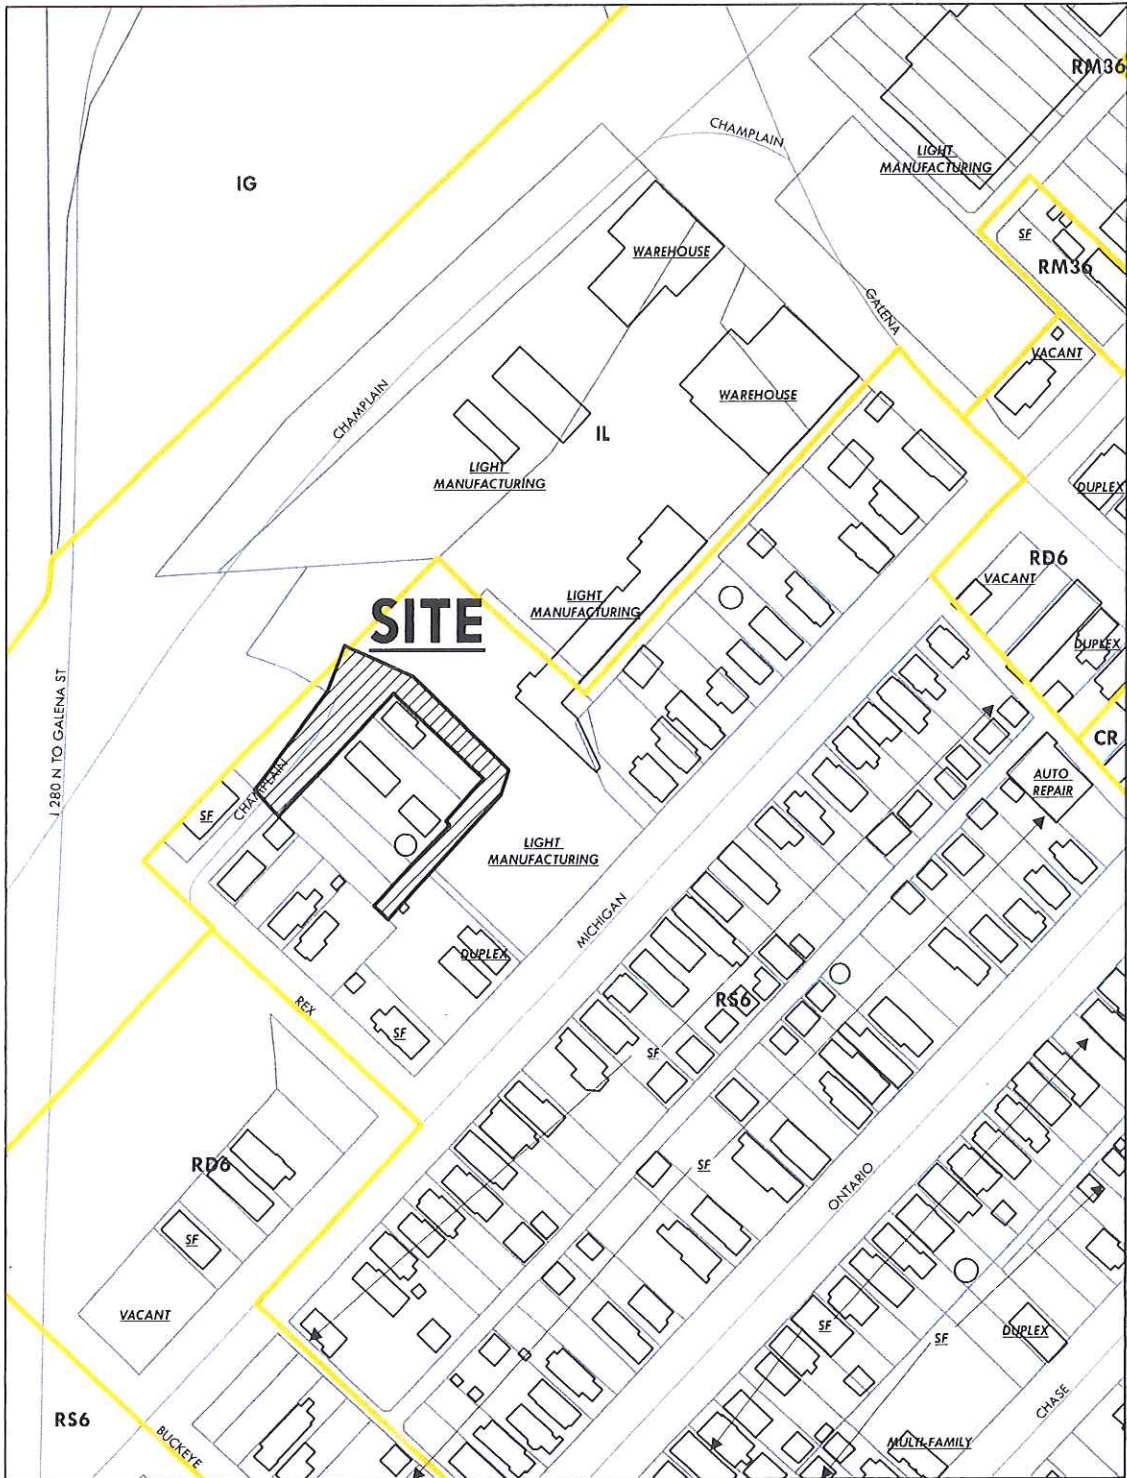 RM36
CHAMPLAIN
LIGHT
MANUFACTURING
IG
SF
WAREHOUSE
RM36
GALENA
VACANT
CHAMPLAIN
WAREHOUSE
IL
LIGHT
MANUFACTURING
DUPLEX
RD6
VACANT
LIGHT
MANUFACTURING
SITE
DUPLEX
I 280 N TO GALENA ST
CR
AUTO
REPAIR
CHAMPLAIN
SF
LIGHT
MANUFACTURING
MICHIGAN
DUPLEX
REX
RS6
SF
SF
RD6
SF
ONTARIO
SF
VACANT
SF
SF
DUPLEX
RS6
BUCKEYE
CHASE
MULTI-FAMILY